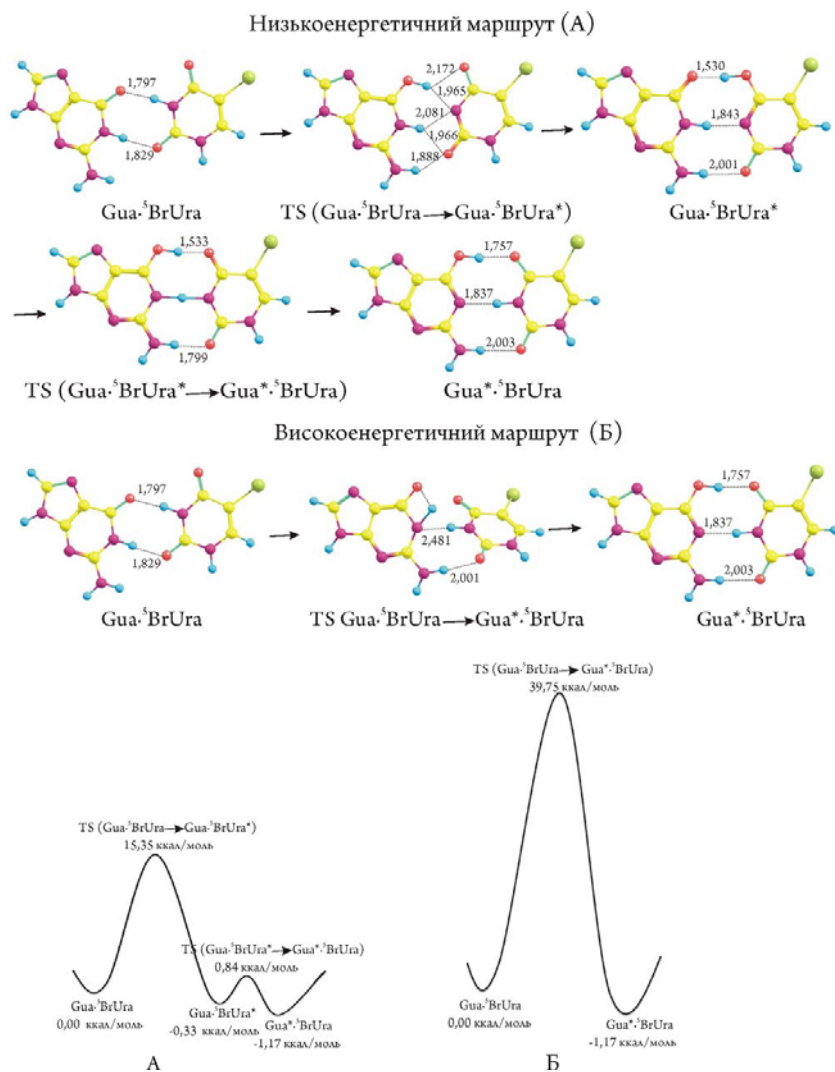 Низькоенергетичний маршрут (А)
1,797
1,829
2,172
1,965
2,081
1,966
1,888
1,530
1,843
2,001
Gua·⁵BrUra
TS (Gua·⁵BrUra→Gua·⁵BrUra*)
Gua·⁵BrUra*
1,533
1,799
1,757
1,837
2,003
TS (Gua·⁵BrUra*→Gua*·⁵BrUra)
Gua*·⁵BrUra
Високоенергетичний маршрут (Б)
1,797
1,829
2,481
2,001
1,757
1,837
2,003
Gua·⁵BrUra
TS Gua·⁵BrUra→Gua*·⁵BrUra
Gua*·⁵BrUra
TS (Gua·⁵BrUra→Gua*·⁵BrUra)
39,75 ккал/моль
TS (Gua·⁵BrUra→Gua·⁵BrUra*)
15,35 ккал/моль
TS (Gua·⁵BrUra*→Gua*·⁵BrUra)
0,84 ккал/моль
Gua·⁵BrUra
0,00 ккал/моль
Gua·⁵BrUra*
-0,33 ккал/моль
Gua*·⁵BrUra
-1,17 ккал/моль
Gua·⁵BrUra
0,00 ккал/моль
Gua*·⁵BrUra
-1,17 ккал/моль
А
Б